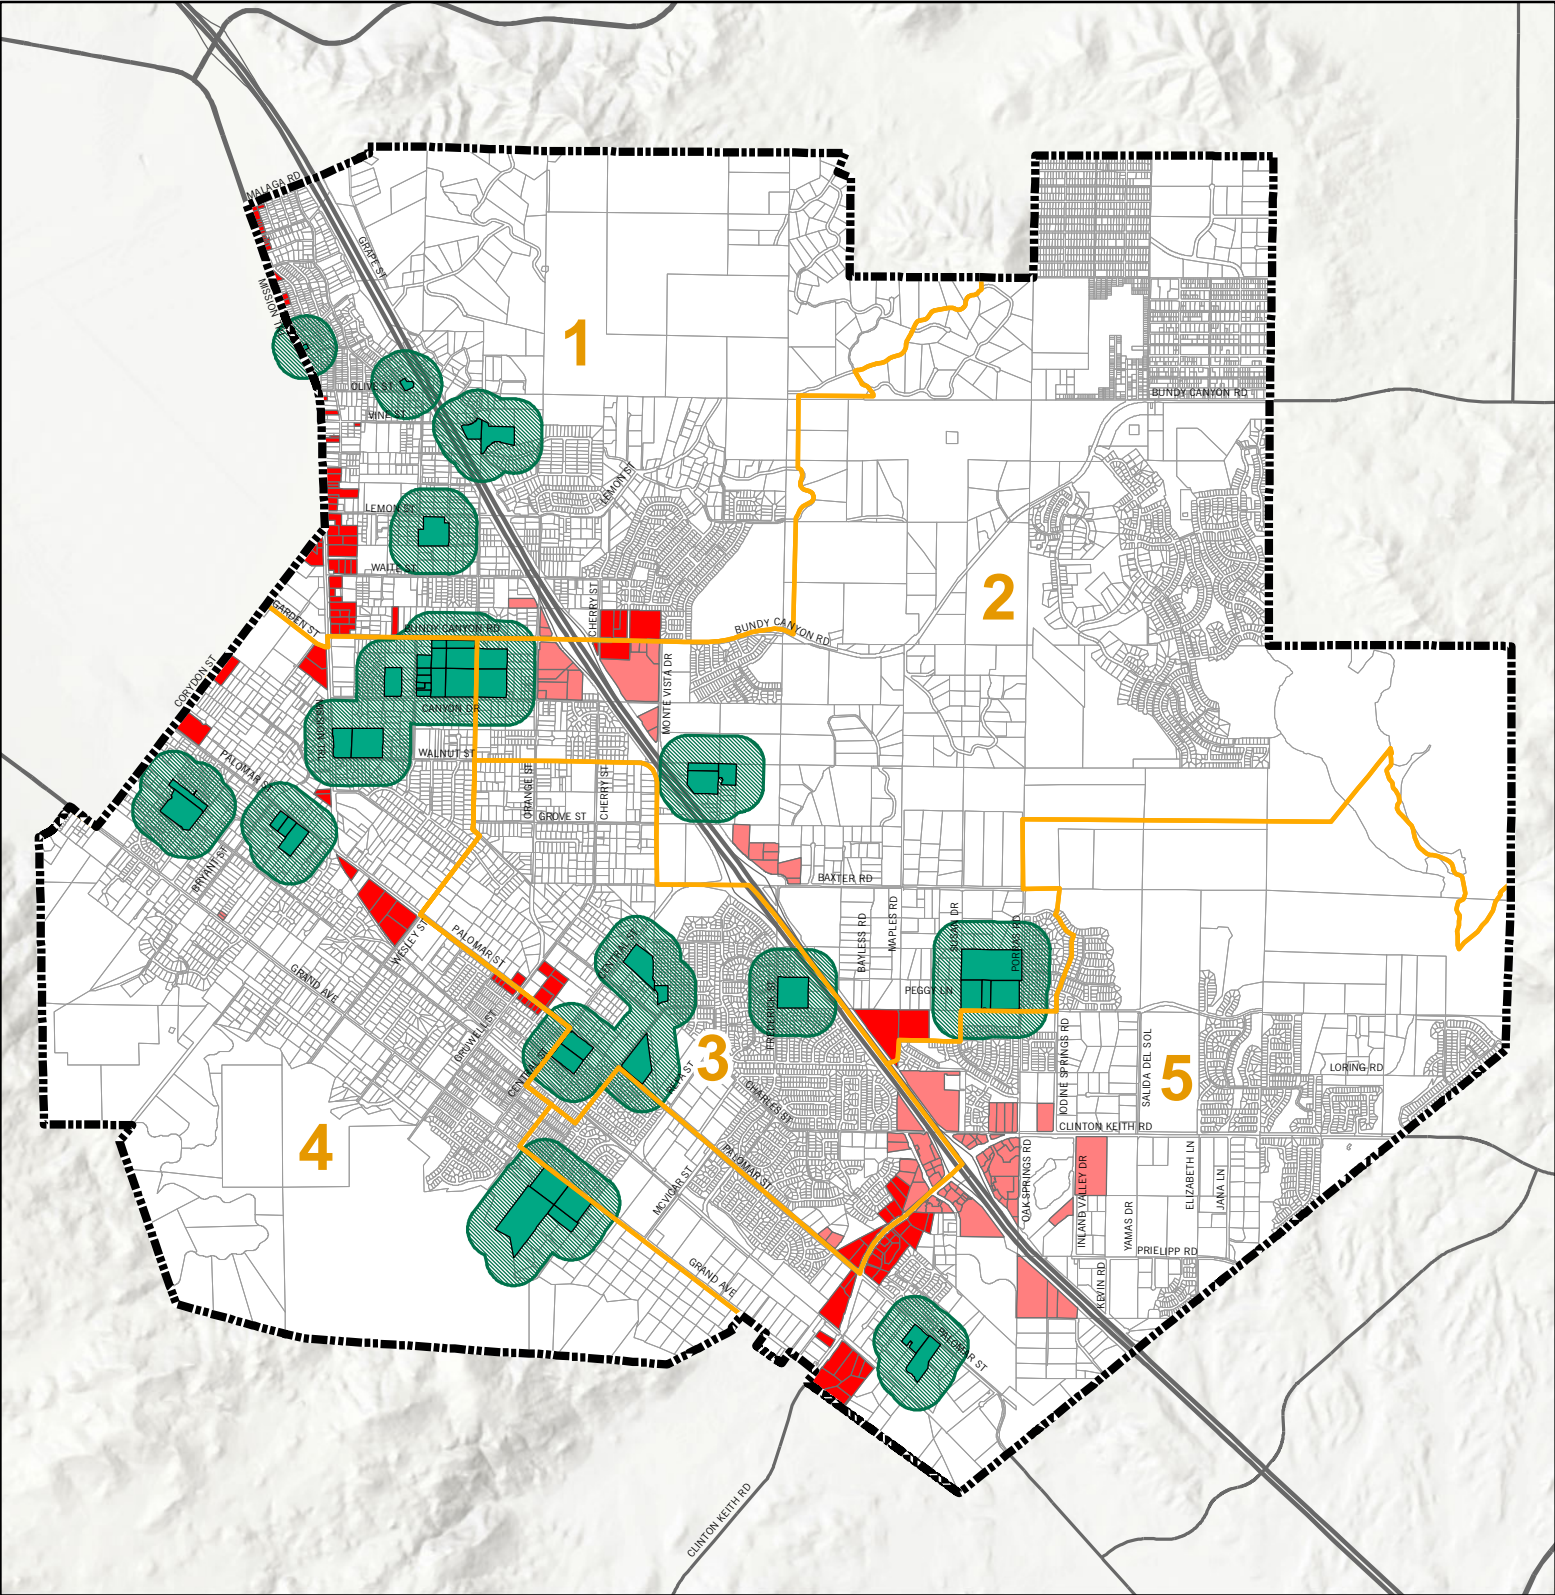 MALAGA RD
GRAPE ST
MISSION
1
OLIVE ST
VINE ST
BUNDY CANYON RD
LEMON ST
LEMON ST
WAITE ST
CHERRY ST
2
GARDEN ST
BUNDY CANYON RD
BUNDY CANYON RD
CORYDON ST
MONTE VISTA DR
CANYON DR
WALNUT ST
PALOMAR ST
ORANGE ST
CHERRY ST
GROVE ST
BRYANT ST
BAXTER RD
WESLEY ST
PALOMAR ST
BAYLESS RD
MAPLES RD
SUSAN DR
GRAND AVE
CENTRAL ST
PEGGY LN
FREDERICK ST
GRUWELL ST
3
IODINE SPRINGS RD
SALIDA DEL SOL
5
LORING RD
CHARLES ST
CLINTON KEITH RD
4
PALOMAR ST
MCVICAR ST
OAK SPRINGS RD
INLAND VALLEY DR
ELIZABETH LN
JANA LN
YAMAS DR
PRIELIPP RD
GRAND AVE
KEVIN RD
PALOMAR ST
CLINTON KEITH RD